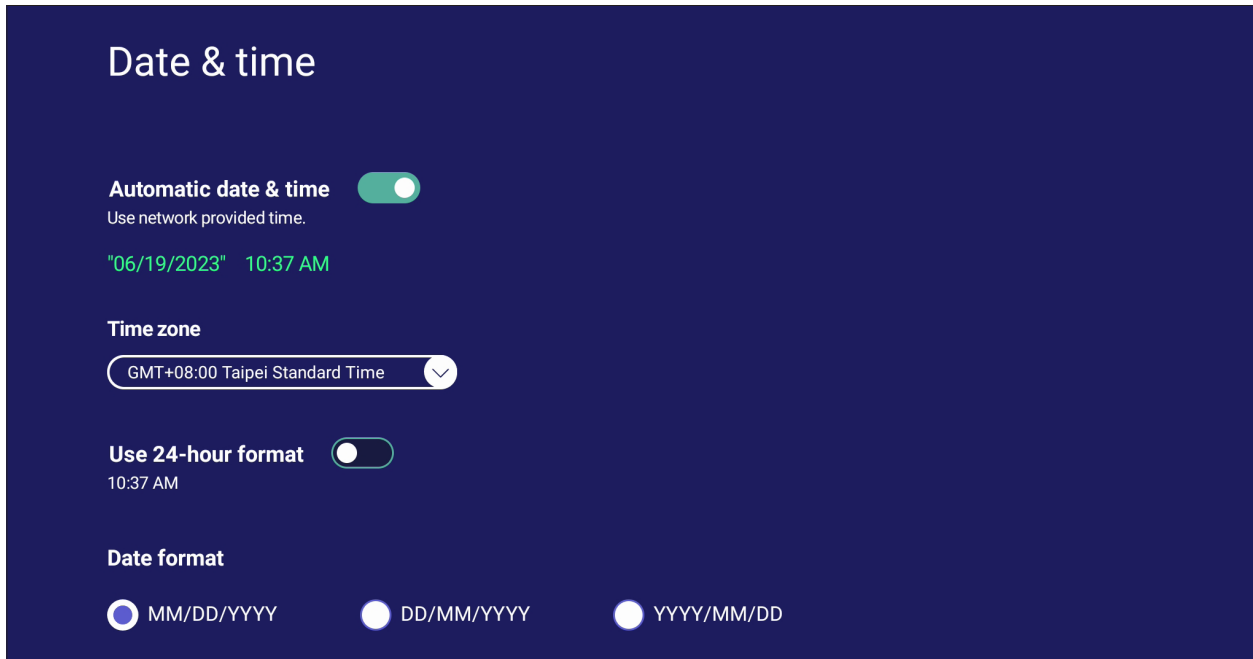 Date & time
Automatic date & time
Use network provided time.
"06/19/2023" 10:37 AM
Time zone
GMT+08:00 Taipei Standard Time
Use 24-hour format
10:37 AM
Date format
MM/DD/YYYY DD/MM/YYYY YYYY/MM/DD